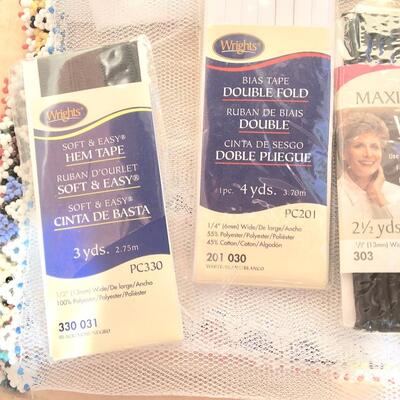 Wrights®
SOFT & EASY®
HEM TAPE
RUBAN D'OURLET
SOFT & EASY®
SOFT & EASY®
CINTA DE BASTA
3 yds. 2.75m
PC330
1/2" (13mm) Wide/De large/Ancho
100% Polyester/Polyester/Poliéster
330 031
Wrights®
BIAS TAPE
DOUBLE FOLD
RUBAN DE BIAIS
DOUBLE
CINTA DE SESGO
DOBLE PLIEGUE
1pc. 4 yds. 3.70m
PC201
1/4" (6mm) Wide/De large/Ancho
55% Polyester/Polyester/Poliéster
45% Cotton/Coton/Algodón
201 030
MAXI
Use
2½ yds.
303